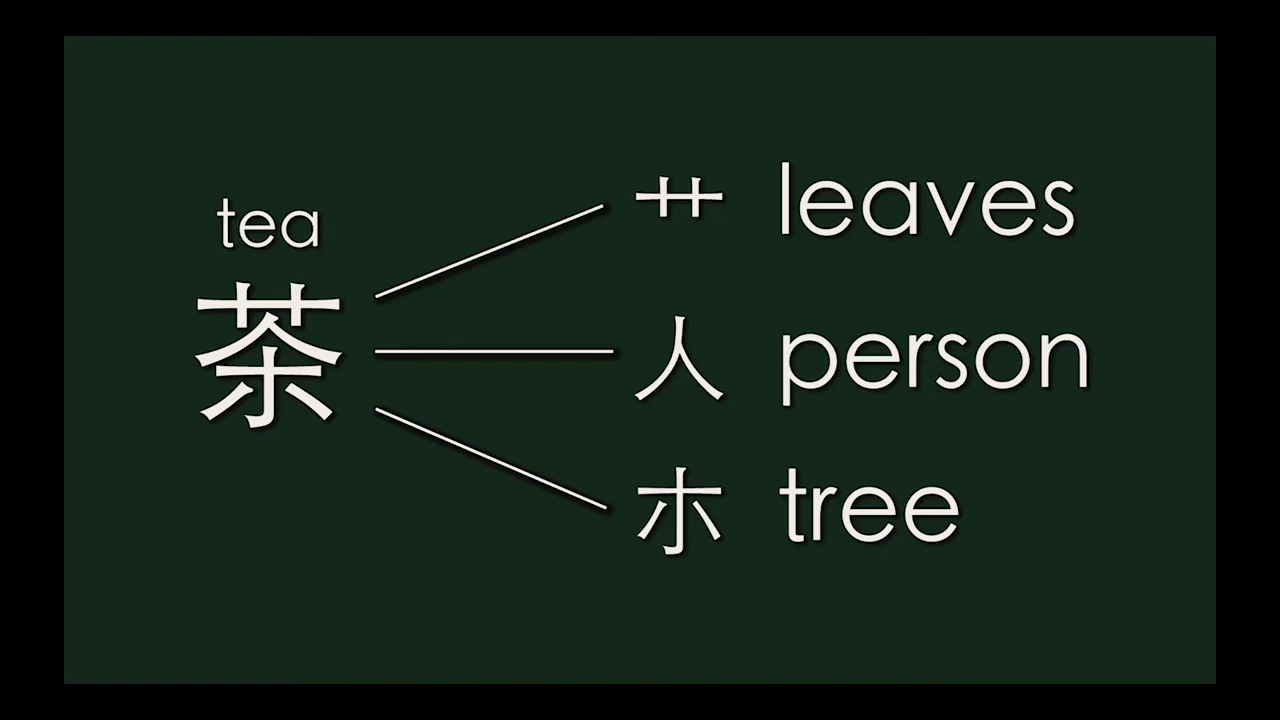 tea
茶
艹 leaves
人 person
朩 tree